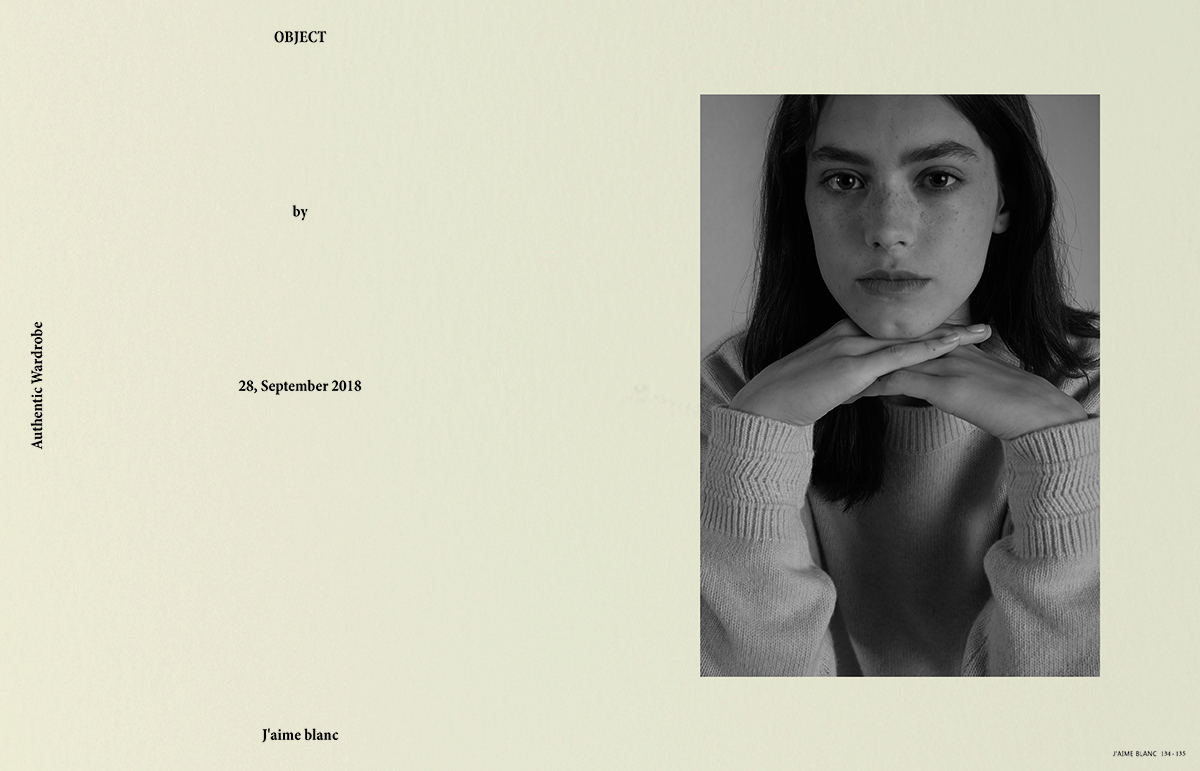 OBJECT
by
Authentic Wardrobe
28, September 2018
J'aime blanc
J'AIME BLANC 134-135